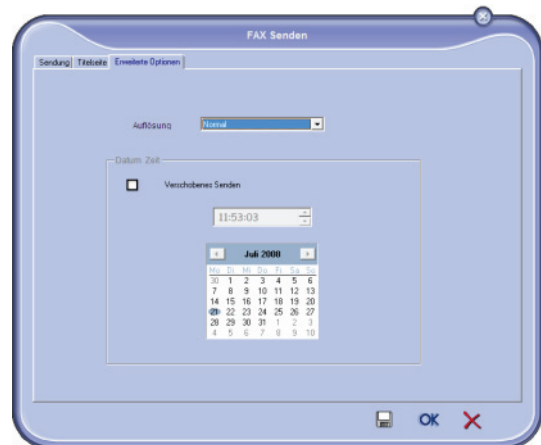 FAX Senden
Sendung Titelseite Erweiterte Optionen
Auflösung Normal
Datum Zeit
Verschobenes Senden
11:53:03
Juli 2008
Mo Di Mi Do Fr Sa So
30 1 2 3 4 5 6
7 8 9 10 11 12 13
14 15 16 17 18 19 20
21 22 23 24 25 26 27
28 29 30 31 1 2 3
4 5 6 7 8 9 10
OK